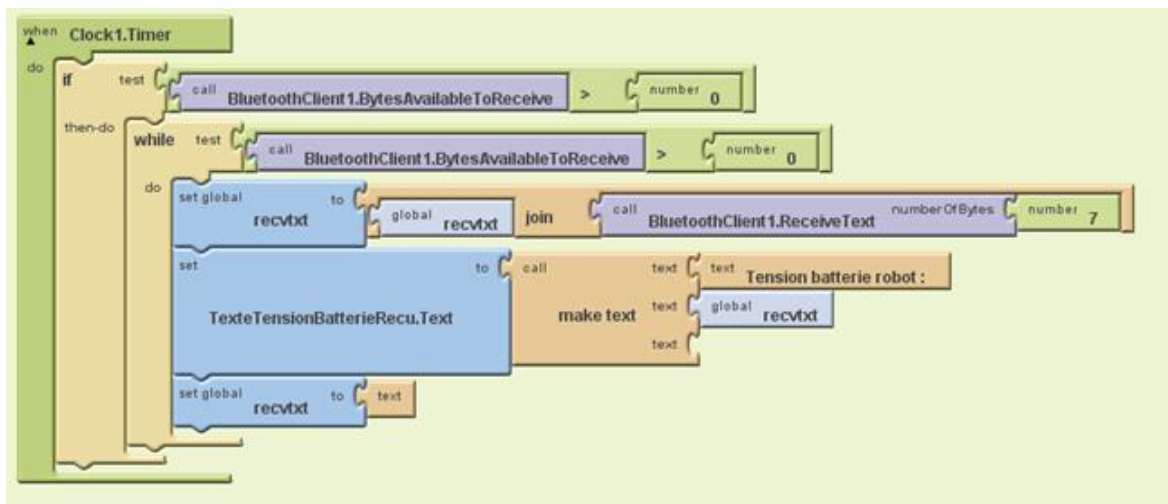 when Clock1.Timer
do if test call BluetoothClient1.BytesAvailableToReceive > number 0
then-do while test call BluetoothClient1.BytesAvailableToReceive > number 0
do set global recvtxt to global recvtxt join call BluetoothClient1.ReceiveText numberOfBytes number 7
set TexteTensionBatterieRecu.Text to call make text text text Tension batterie robot :
text global recvtxt
text
set global recvtxt to text